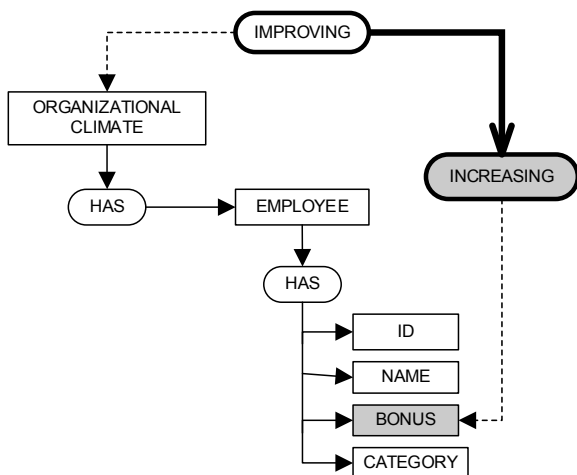 IMPROVING
ORGANIZATIONAL
CLIMATE
INCREASING
HAS
EMPLOYEE
HAS
ID
NAME
BONUS
CATEGORY